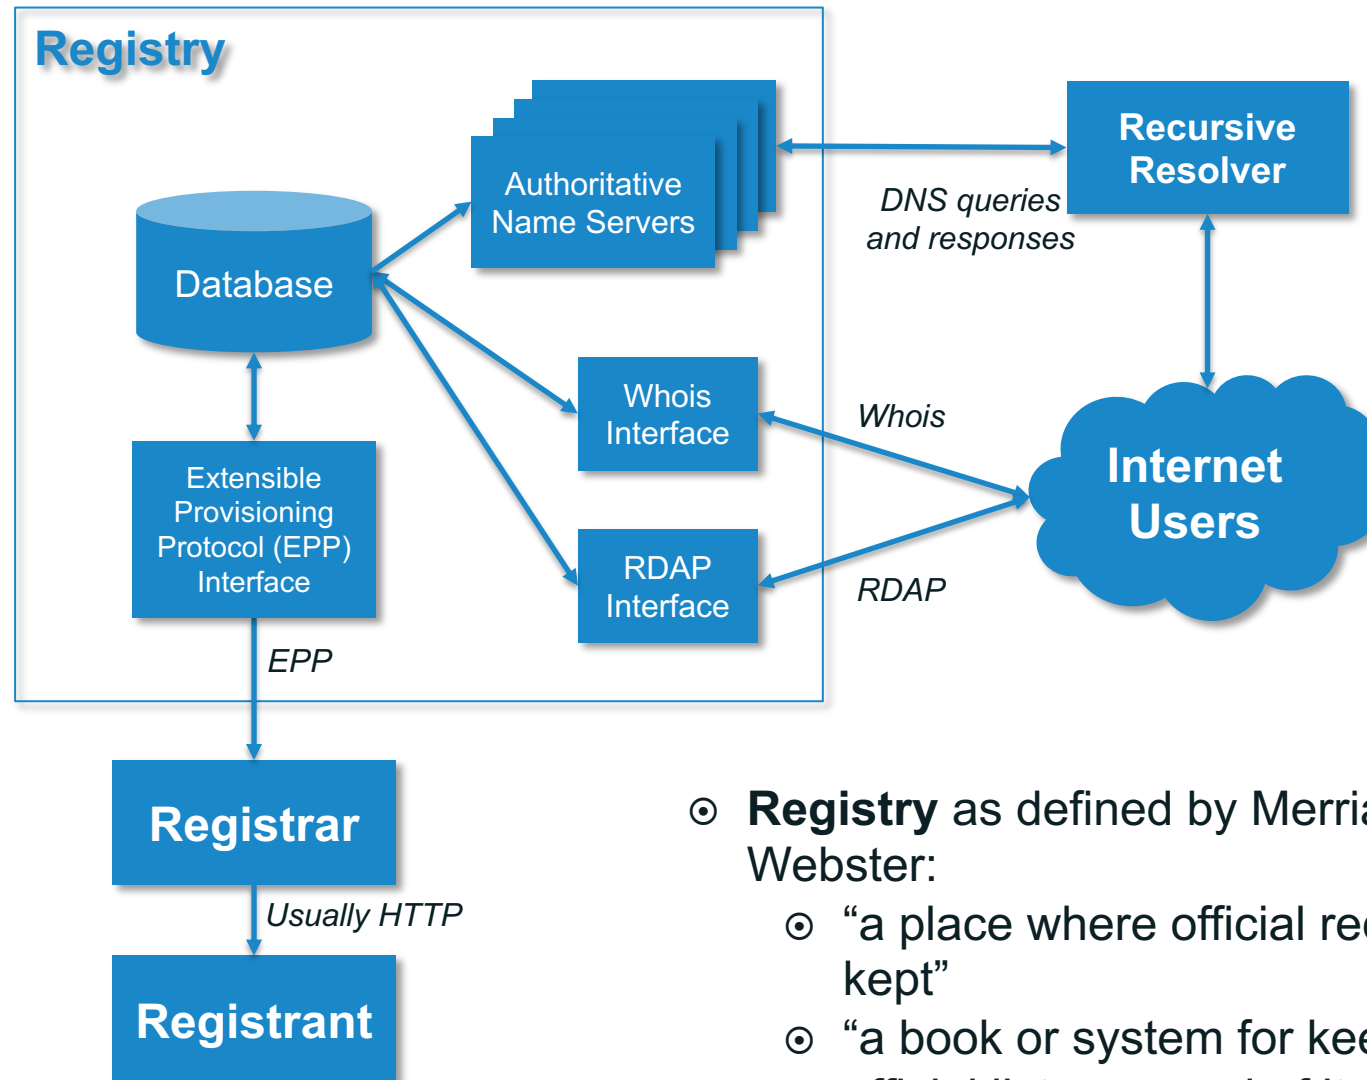 Registry
Authoritative
Name Servers
Recursive
Resolver
DNS queries
and responses
Database
Whois
Interface
Whois
Internet
Users
Extensible
Provisioning
Protocol (EPP)
Interface
RDAP
Interface
RDAP
EPP
Registrar
Usually HTTP
Registrant
Registry as defined by Merria
Webster:
“a place where official rec
kept”
“a book or system for kee